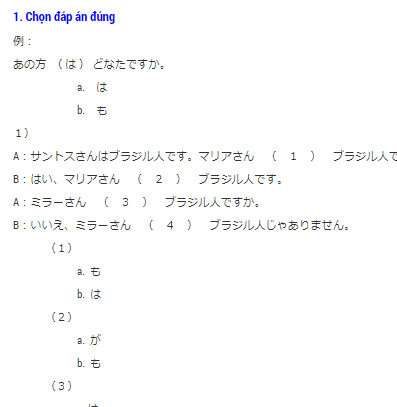 1. Chọn đáp án đúng
例：
あの方　（ は ）　どなたですか。
a.　は
b.　も
１）
A：サントスさんはブラジル人です。マリアさん　（　１　）　ブラジル人で
B：はい、マリアさん　（　２　）　ブラジル人です。
A：ミラーさん　（　３　）　ブラジル人ですか。
B：いいえ、ミラーさん　（　４　）　ブラジル人じゃありません。
（１）
a. も
b. は
（２）
a. が
b. も
（３）